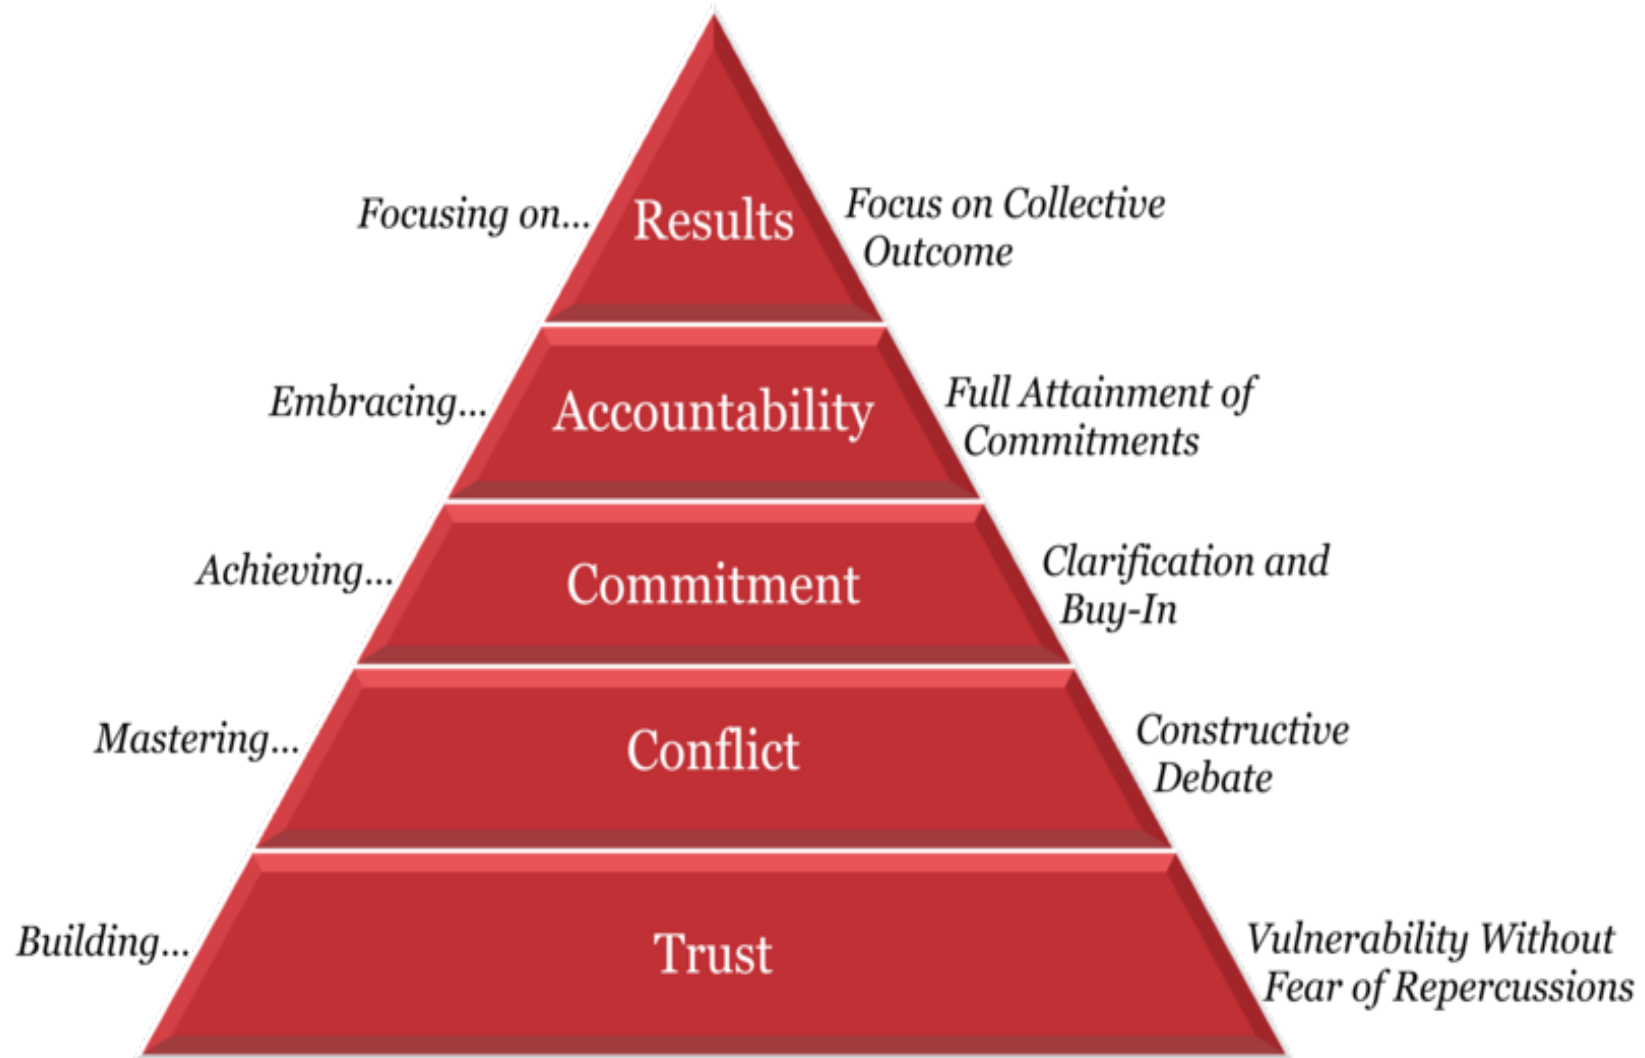 Focusing on...
Results
Focus on Collective
Outcome
Embracing...
Accountability
Full Attainment of
Commitments
Achieving...
Commitment
Clarification and
Buy-In
Mastering...
Conflict
Constructive
Debate
Building...
Trust
Vulnerability Without
Fear of Repercussions